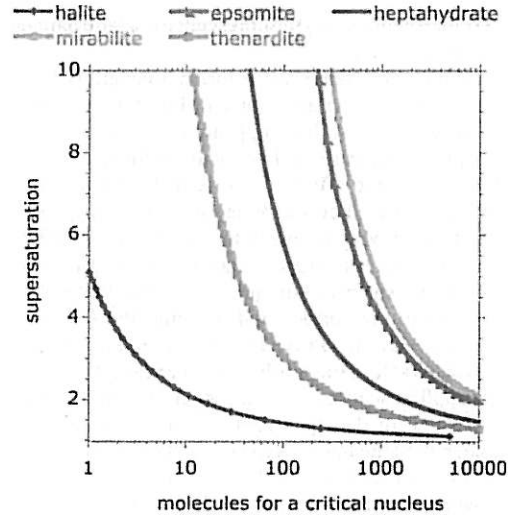 halite epsomite heptahydrate
mirabilite thenardite
10
8
6
4
2
supersaturation
1 10 100 1000 10000
molecules for a critical nucleus